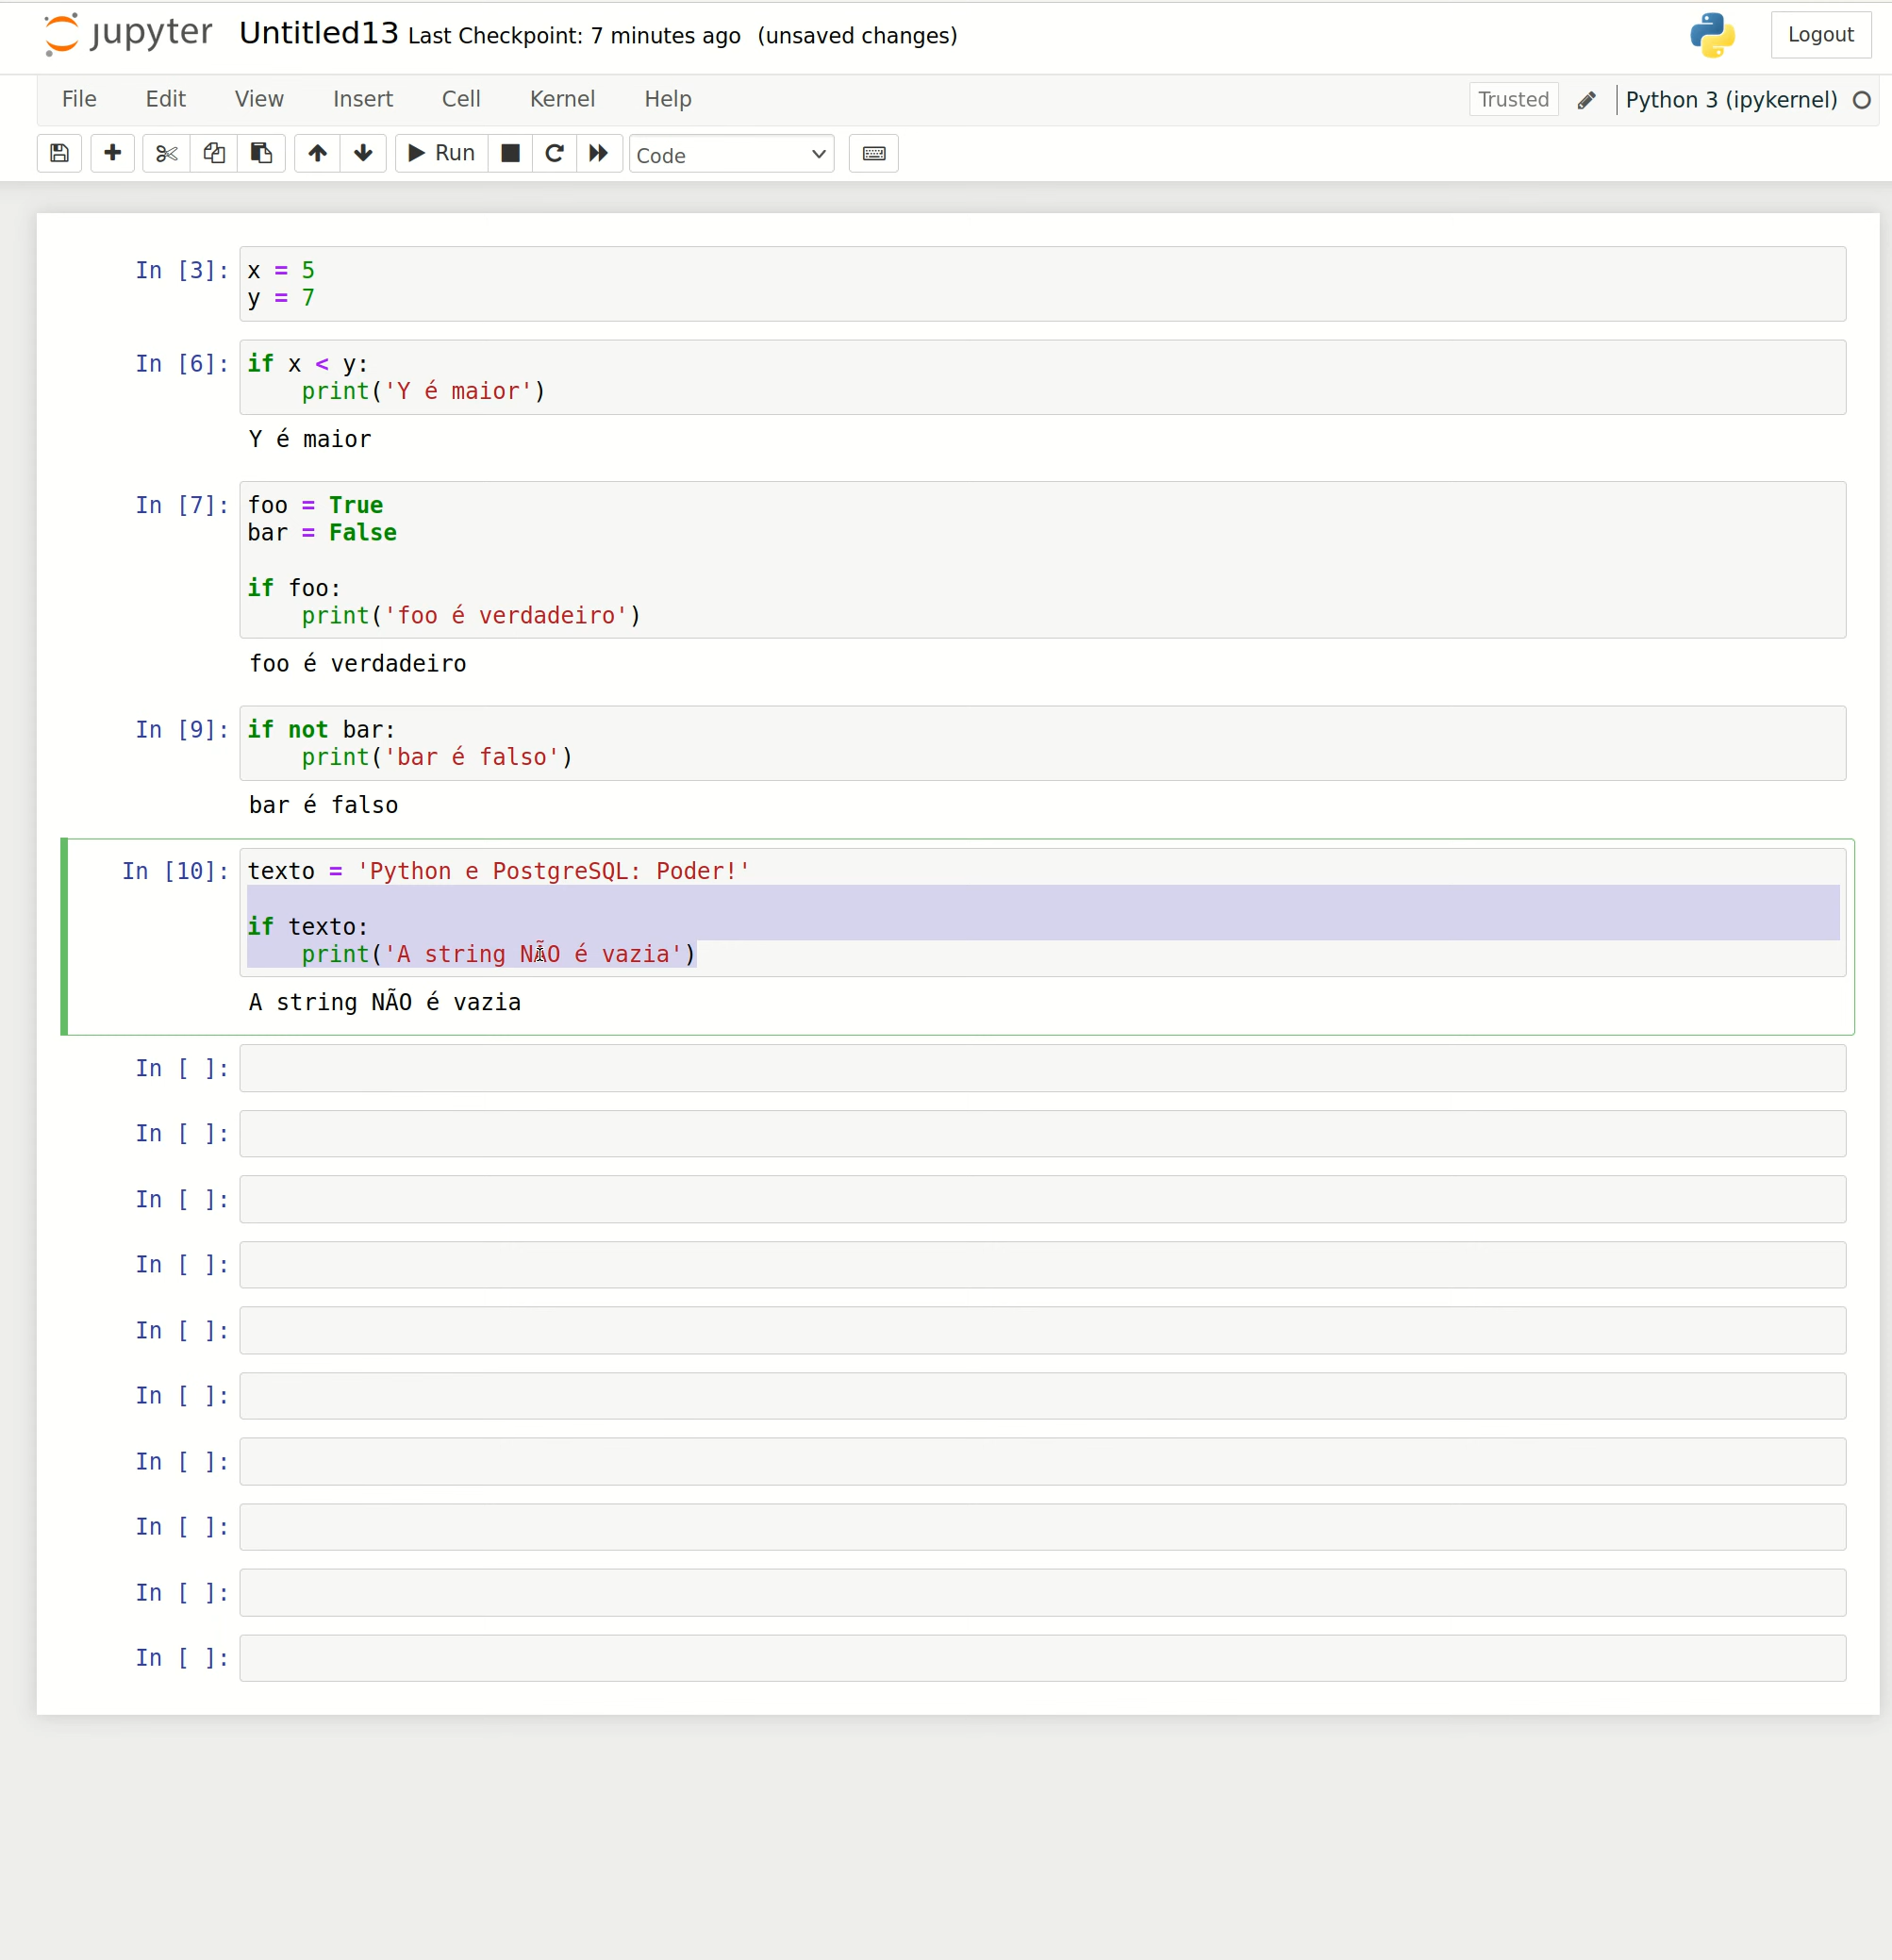 jupyter Untitled13 Last Checkpoint: 7 minutes ago (unsaved changes) Logout
File Edit View Insert Cell Kernel Help Trusted Python 3 (ipykernel)
Run Code
In [3]: x = 5
y = 7
In [6]: if x < y:
print('Y é maior')
Y é maior
In [7]: foo = True
bar = False
if foo:
print('foo é verdadeiro')
foo é verdadeiro
In [9]: if not bar:
print('bar é falso')
bar é falso
In [10]: texto = 'Python e PostgreSQL: Poder!'
if texto:
print('A string NÃO é vazia')
A string NÃO é vazia
In [ ]:
In [ ]:
In [ ]:
In [ ]:
In [ ]:
In [ ]:
In [ ]:
In [ ]:
In [ ]:
In [ ]: